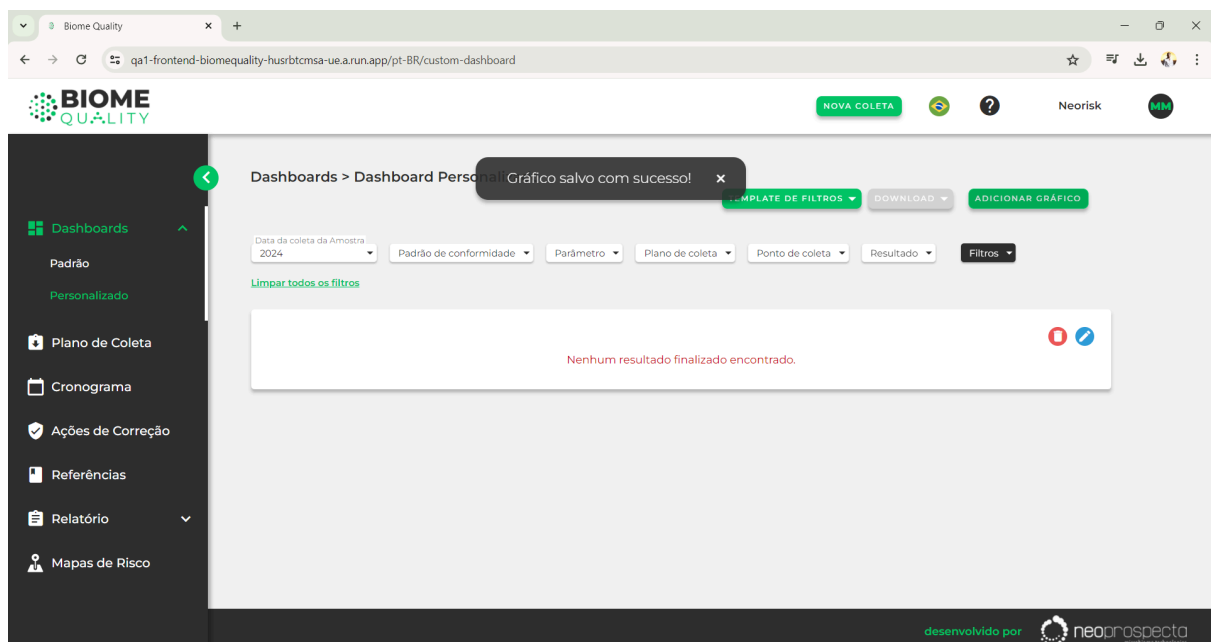 Biome Quality
qa1-frontend-biomequality-husrbtcmsa-ue.a.run.app/pt-BR/custom-dashboard
BIOME
QUALITY
NOVA COLETA
Neorisk
MM
Dashboards > Dashboard Person
Gráfico salvo com sucesso!
TEMPLATE DE FILTROS
DOWNLOAD
ADICIONAR GRÁFICO
Dashboards
Padrão
Personalizado
Plano de Coleta
Cronograma
Ações de Correção
Referências
Relatório
Mapas de Risco
Data da coleta da Amostra
2024
Padrão de conformidade
Parâmetro
Plano de coleta
Ponto de coleta
Resultado
Filtros
Limpar todos os filtros
Nenhum resultado finalizado encontrado.
desenvolvido por
neoprospecta